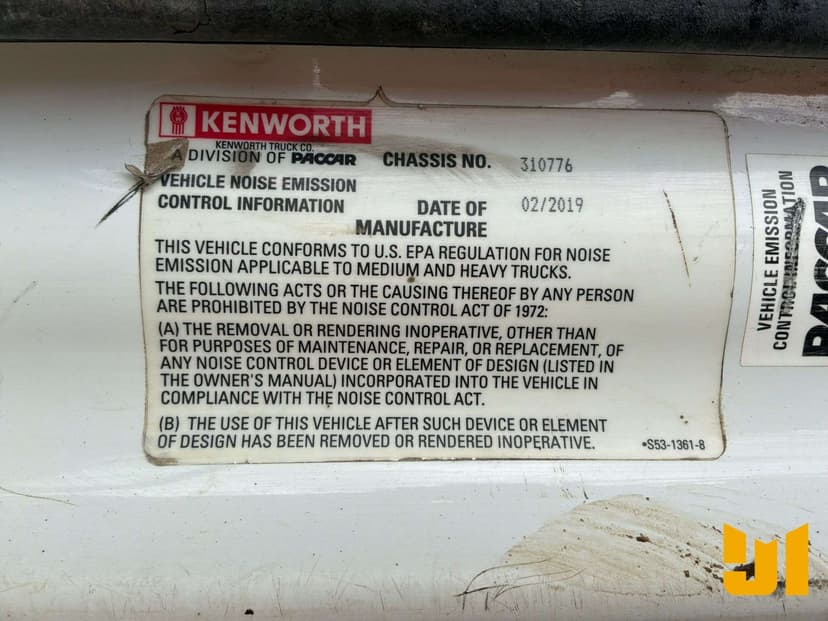 KENWORTH
KENWORTH TRUCK CO.
A DIVISION OF PACCAR
CHASSIS NO. 310776
VEHICLE NOISE EMISSION
CONTROL INFORMATION
DATE OF MANUFACTURE 02/2019
THIS VEHICLE CONFORMS TO U.S. EPA REGULATION FOR NOISE
EMISSION APPLICABLE TO MEDIUM AND HEAVY TRUCKS.
THE FOLLOWING ACTS OR THE CAUSING THEREOF BY ANY PERSON
ARE PROHIBITED BY THE NOISE CONTROL ACT OF 1972:
(A) THE REMOVAL OR RENDERING INOPERATIVE, OTHER THAN
FOR PURPOSES OF MAINTENANCE, REPAIR, OR REPLACEMENT, OF
ANY NOISE CONTROL DEVICE OR ELEMENT OF DESIGN (LISTED IN
THE OWNER'S MANUAL) INCORPORATED INTO THE VEHICLE IN
COMPLIANCE WITH THE NOISE CONTROL ACT.
(B) THE USE OF THIS VEHICLE AFTER SUCH DEVICE OR ELEMENT
OF DESIGN HAS BEEN REMOVED OR RENDERED INOPERATIVE.
•S53-1361-8
VEHICLE EMISSION
CONTROL INFORMATION
PACCAR